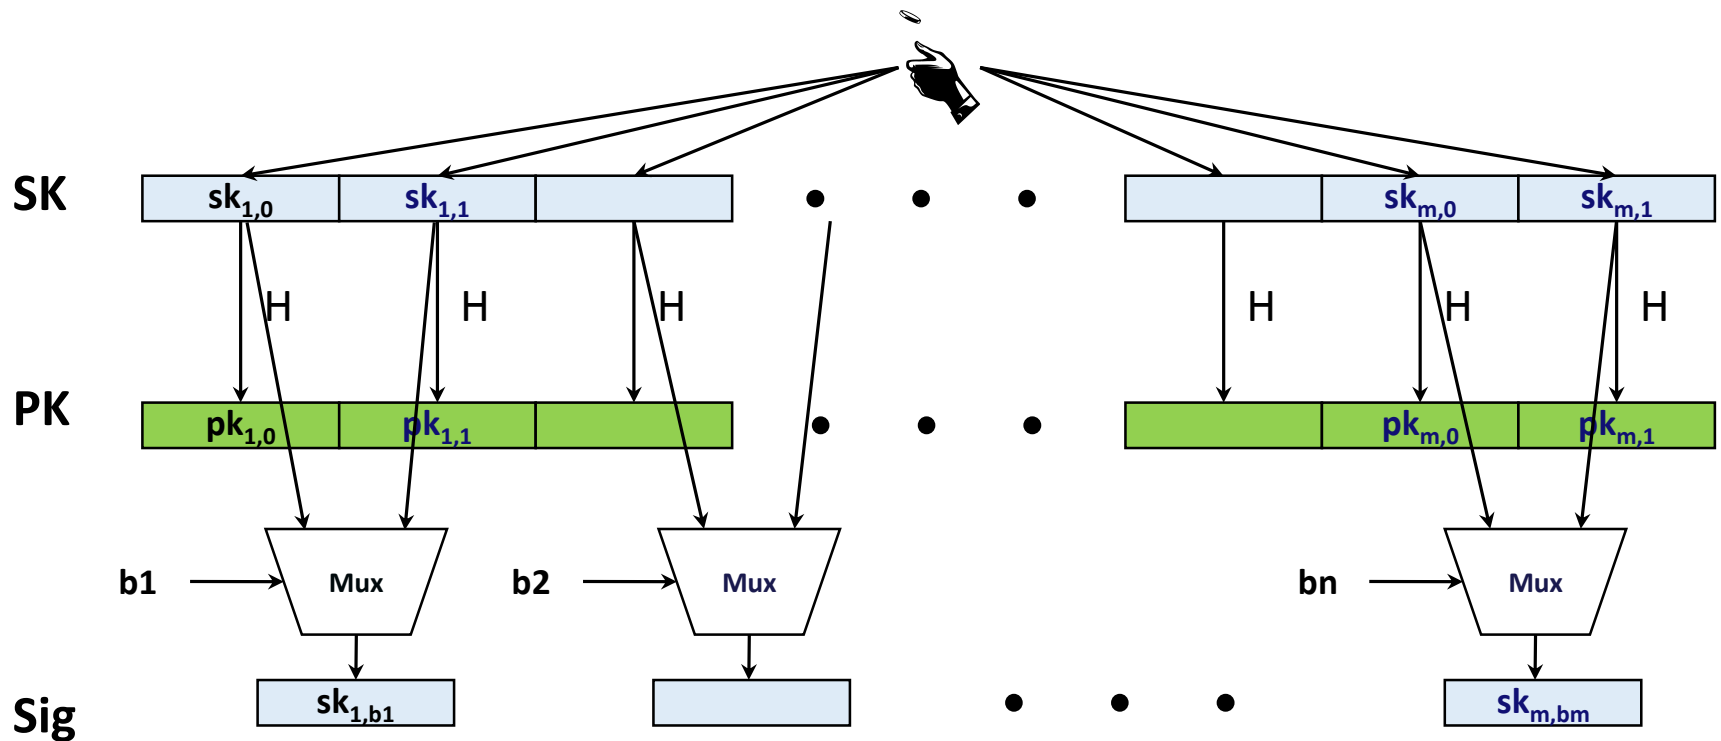 SK sk1,0 sk1,1 skm,0 skm,1
H H H H H H
PK pk1,0 pk1,1 pkm,0 pkm,1
b1 Mux b2 Mux bn Mux
Sig sk1,b1 skm,bm